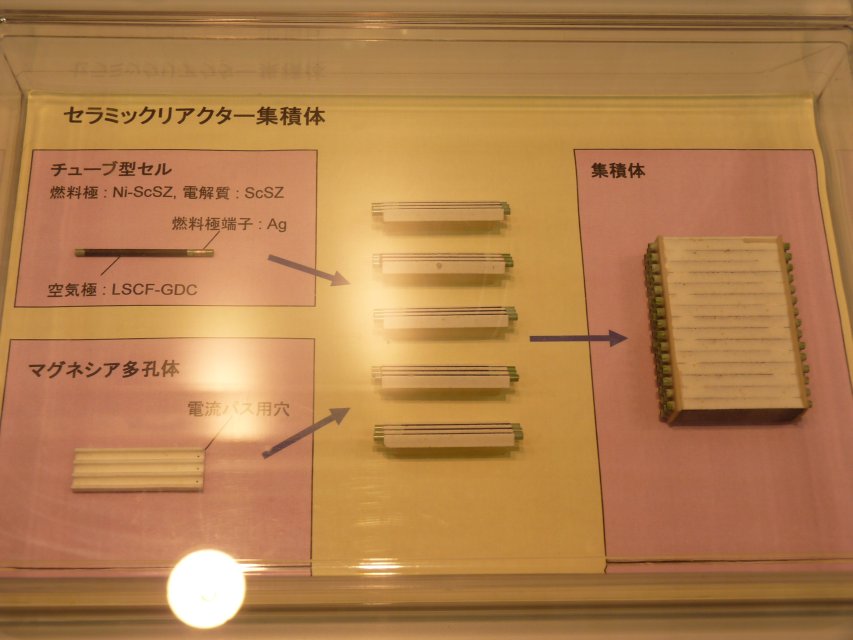 セラミックリアクター集積体
チューブ型セル
燃料極 : Ni-ScSZ, 電解質 : ScSZ
燃料極端子 : Ag
空気極 : LSCF-GDC
マグネシア多孔体
電流パス用穴
集積体